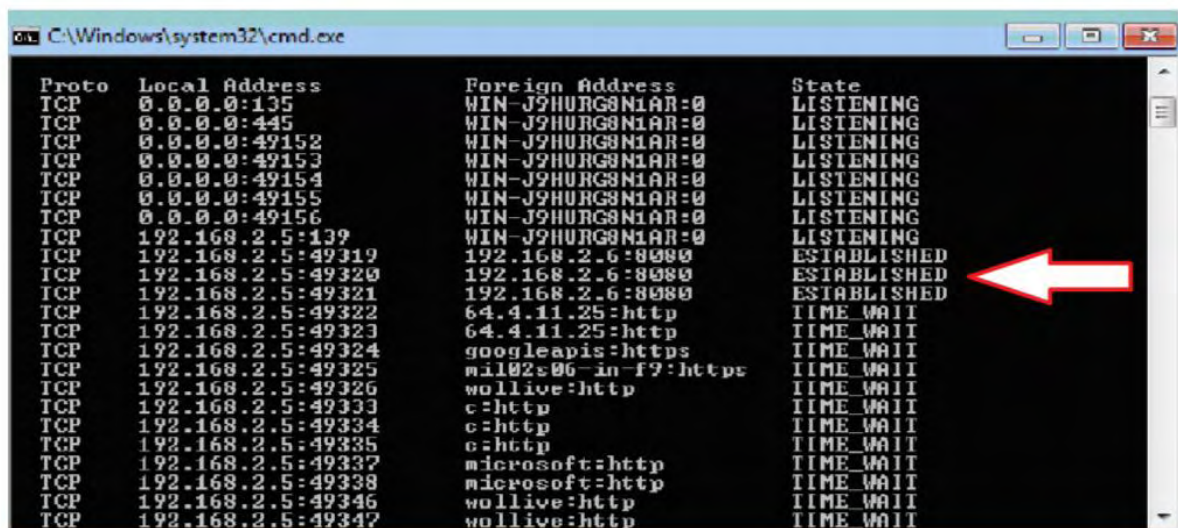 C:\Windows\system32\cmd.exe
Proto Local Address Foreign Address State
TCP 0.0.0.0:135 WIN-J9HURG8N1AR:0 LISTENING
TCP 0.0.0.0:445 WIN-J9HURG8N1AR:0 LISTENING
TCP 0.0.0.0:49152 WIN-J9HURG8N1AR:0 LISTENING
TCP 0.0.0.0:49153 WIN-J9HURG8N1AR:0 LISTENING
TCP 0.0.0.0:49154 WIN-J9HURG8N1AR:0 LISTENING
TCP 0.0.0.0:49155 WIN-J9HURG8N1AR:0 LISTENING
TCP 0.0.0.0:49156 WIN-J9HURG8N1AR:0 LISTENING
TCP 192.168.2.5:139 WIN-J9HURG8N1AR:0 LISTENING
TCP 192.168.2.5:49319 192.168.2.6:8080 ESTABLISHED
TCP 192.168.2.5:49320 192.168.2.6:8080 ESTABLISHED
TCP 192.168.2.5:49321 192.168.2.6:8080 ESTABLISHED
TCP 192.168.2.5:49322 64.4.11.25:http TIME_WAIT
TCP 192.168.2.5:49323 64.4.11.25:http TIME_WAIT
TCP 192.168.2.5:49324 googleapis:https TIME_WAIT
TCP 192.168.2.5:49325 mil02s06-in-f9:https TIME_WAIT
TCP 192.168.2.5:49326 wollive:http TIME_WAIT
TCP 192.168.2.5:49333 c:http TIME_WAIT
TCP 192.168.2.5:49334 c:http TIME_WAIT
TCP 192.168.2.5:49335 c:http TIME_WAIT
TCP 192.168.2.5:49337 microsoft:http TIME_WAIT
TCP 192.168.2.5:49338 microsoft:http TIME_WAIT
TCP 192.168.2.5:49346 wollive:http TIME_WAIT
TCP 192.168.2.5:49347 wollive:http TIME_WAIT